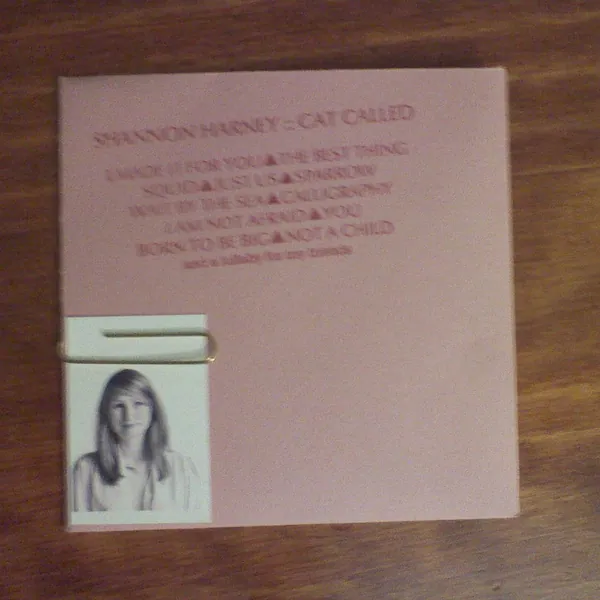 SHANNON HARNEY :: CAT CALLED
I MADE IT FOR YOU▲THE BEST THING
SQUID▲JUST US▲SPARROW
WAIT BY THE SEA▲CALLIGRAPHY
I AM NOT AFRAID▲YOU
BORN TO BE BIG▲NOT A CHILD
and a lullaby for my friends